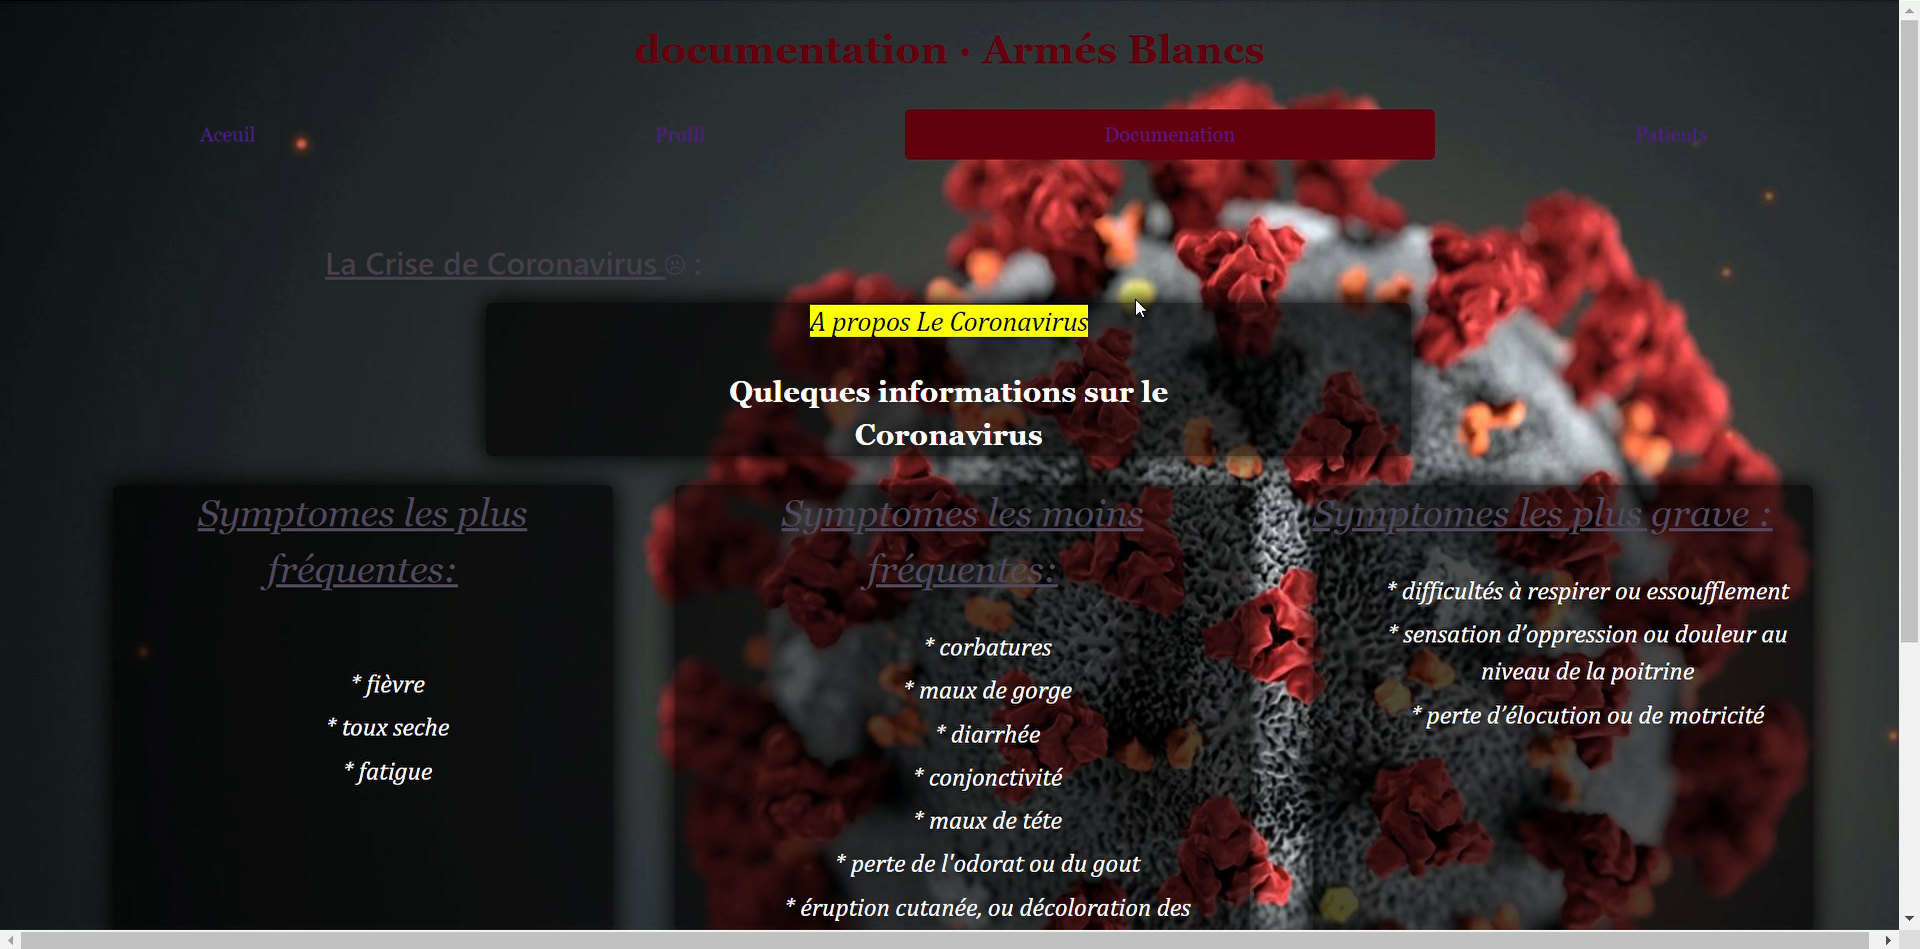 documentation · Armés Blancs
Aceuil Profil Documenation Patients
La Crise de Coronavirus ☹ :
A propos Le Coronavirus
Quleques informations sur le
Coronavirus
Symptomes les plus
fréquentes:
* fièvre
* toux seche
* fatigue
Symptomes les moins
fréquentes:
* corbatures
* maux de gorge
* diarrhée
* conjonctivité
* maux de téte
* perte de l'odorat ou du gout
* éruption cutanée, ou décoloration des
Symptomes les plus grave :
* difficultés à respirer ou essoufflement
* sensation d’oppression ou douleur au
niveau de la poitrine
* perte d’élocution ou de motricité